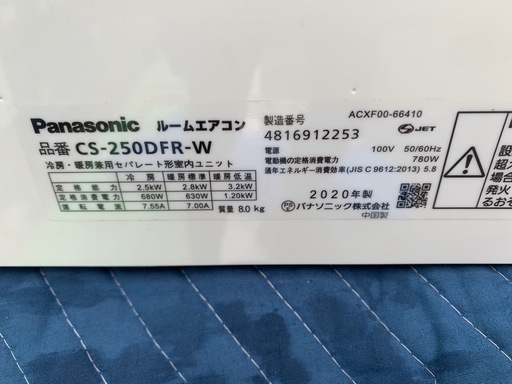 Panasonic ルームエアコン
品番 CS-250DFR-W
冷房・暖房兼用セパレート形室内ユニット
冷房 暖房標準 暖房低温
定格能力 2.5kW 2.8kW 3.2kW
定格消費電力 680W 630W 1.20kW
運転電流 7.55A 7.00A 質量 8.0kg
ACXF00-66410
製造番号
4816912253
S JET
電源 100V 50/60Hz
電動機の定格消費電力 780W
通年エネルギー消費効率(JIS C 9612:2013) 5.8
2020年製
PS パナソニック株式会社
中国製
設
超
場合
発火
るおそ